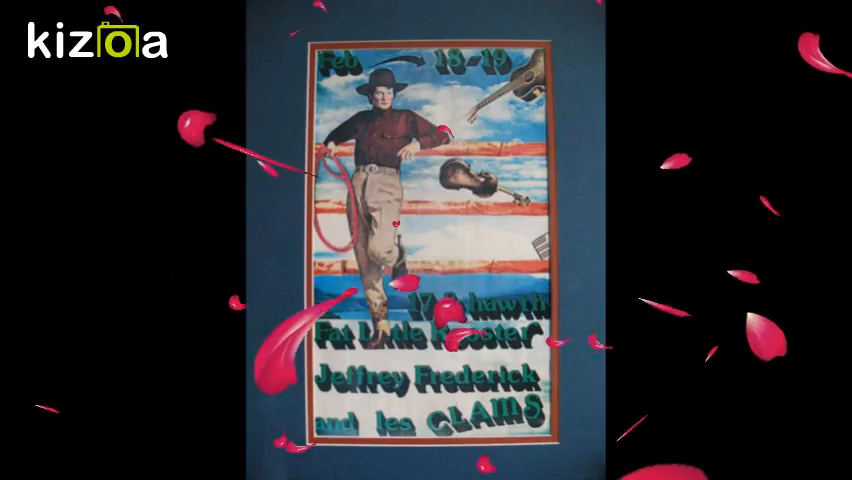 kizoa
Feb 18-19
Fat Little Rooster
Jeffrey Frederick
and les CLAMS